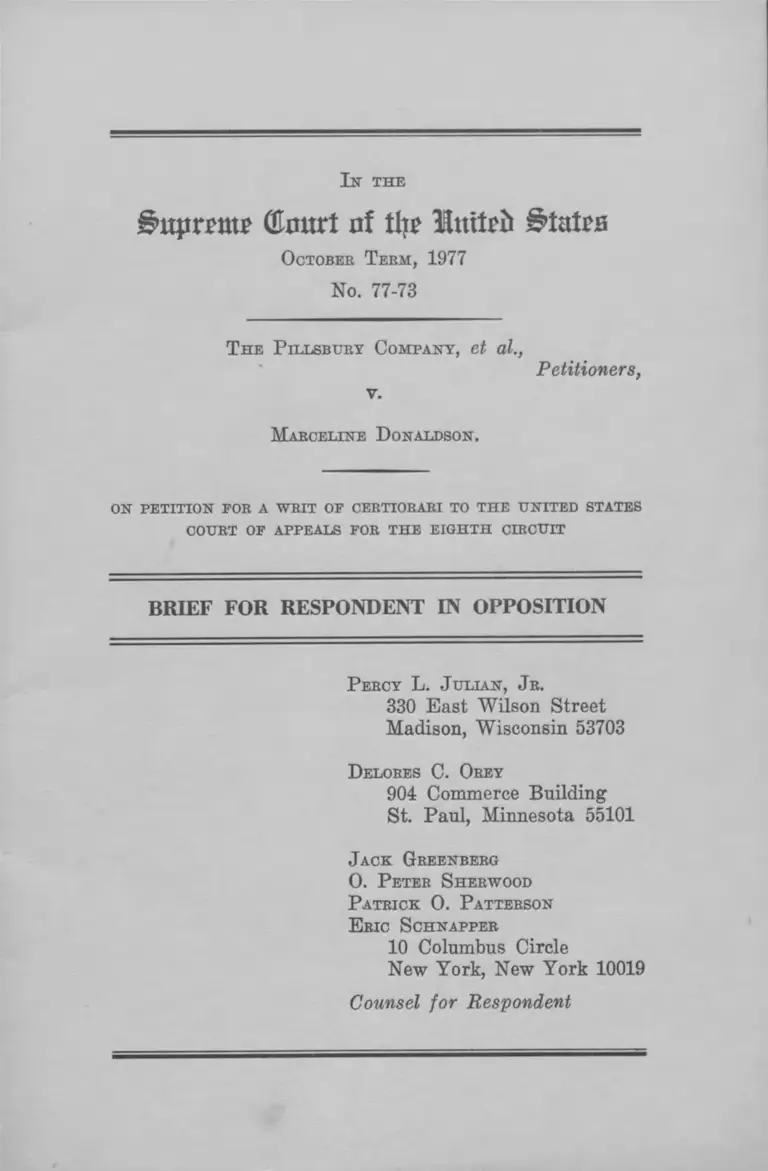 IN THE
Supreme Court of the United States
OCTOBER TERM, 1977
No. 77-73
THE PILLSBURY COMPANY, et al.,
Petitioners,
v.
MARCELINE DONALDSON.
ON PETITION FOR A WRIT OF CERTIORARI TO THE UNITED STATES
COURT OF APPEALS FOR THE EIGHTH CIRCUIT
BRIEF FOR RESPONDENT IN OPPOSITION
PERCY L. JULIAN, JR.
330 East Wilson Street
Madison, Wisconsin 53703
DELORES C. OREY
904 Commerce Building
St. Paul, Minnesota 55101
JACK GREENBERG
O. PETER SHERWOOD
PATRICK O. PATTERSON
ERIC SCHNAPPER
10 Columbus Circle
New York, New York 10019
Counsel for Respondent